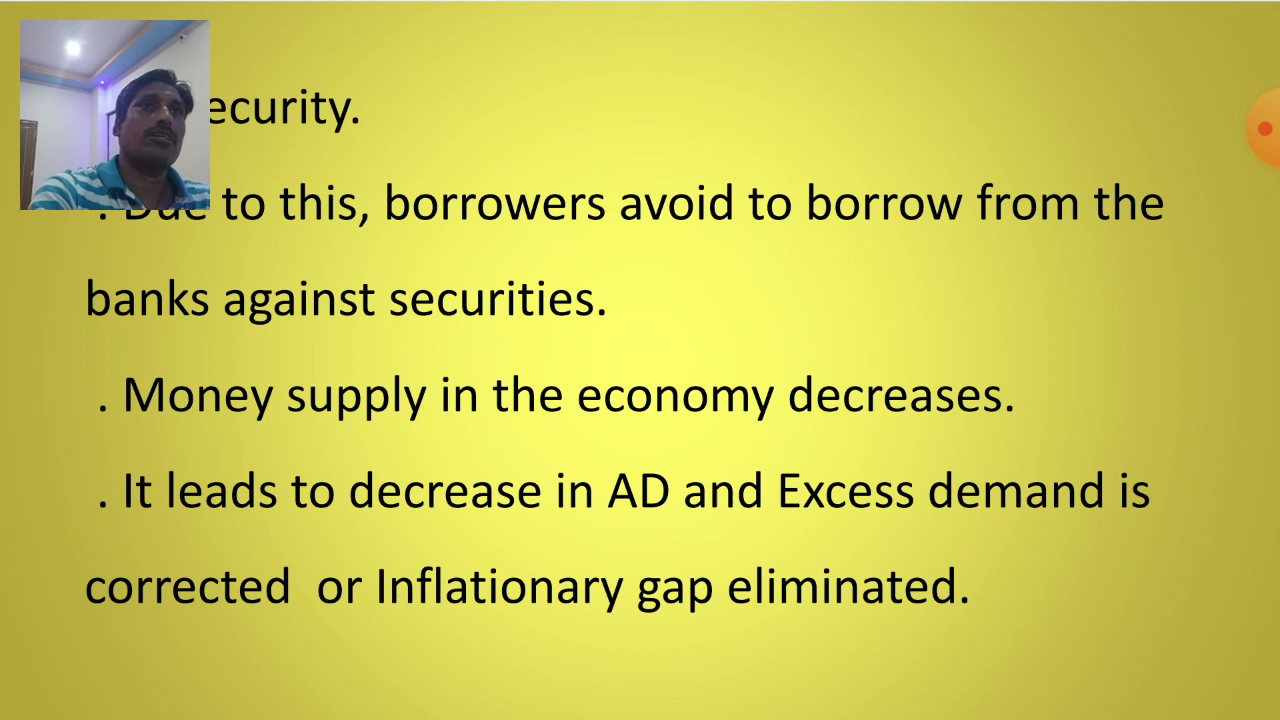 ecurity.
. Due to this, borrowers avoid to borrow from the
banks against securities.
. Money supply in the economy decreases.
. It leads to decrease in AD and Excess demand is
corrected  or Inflationary gap eliminated.